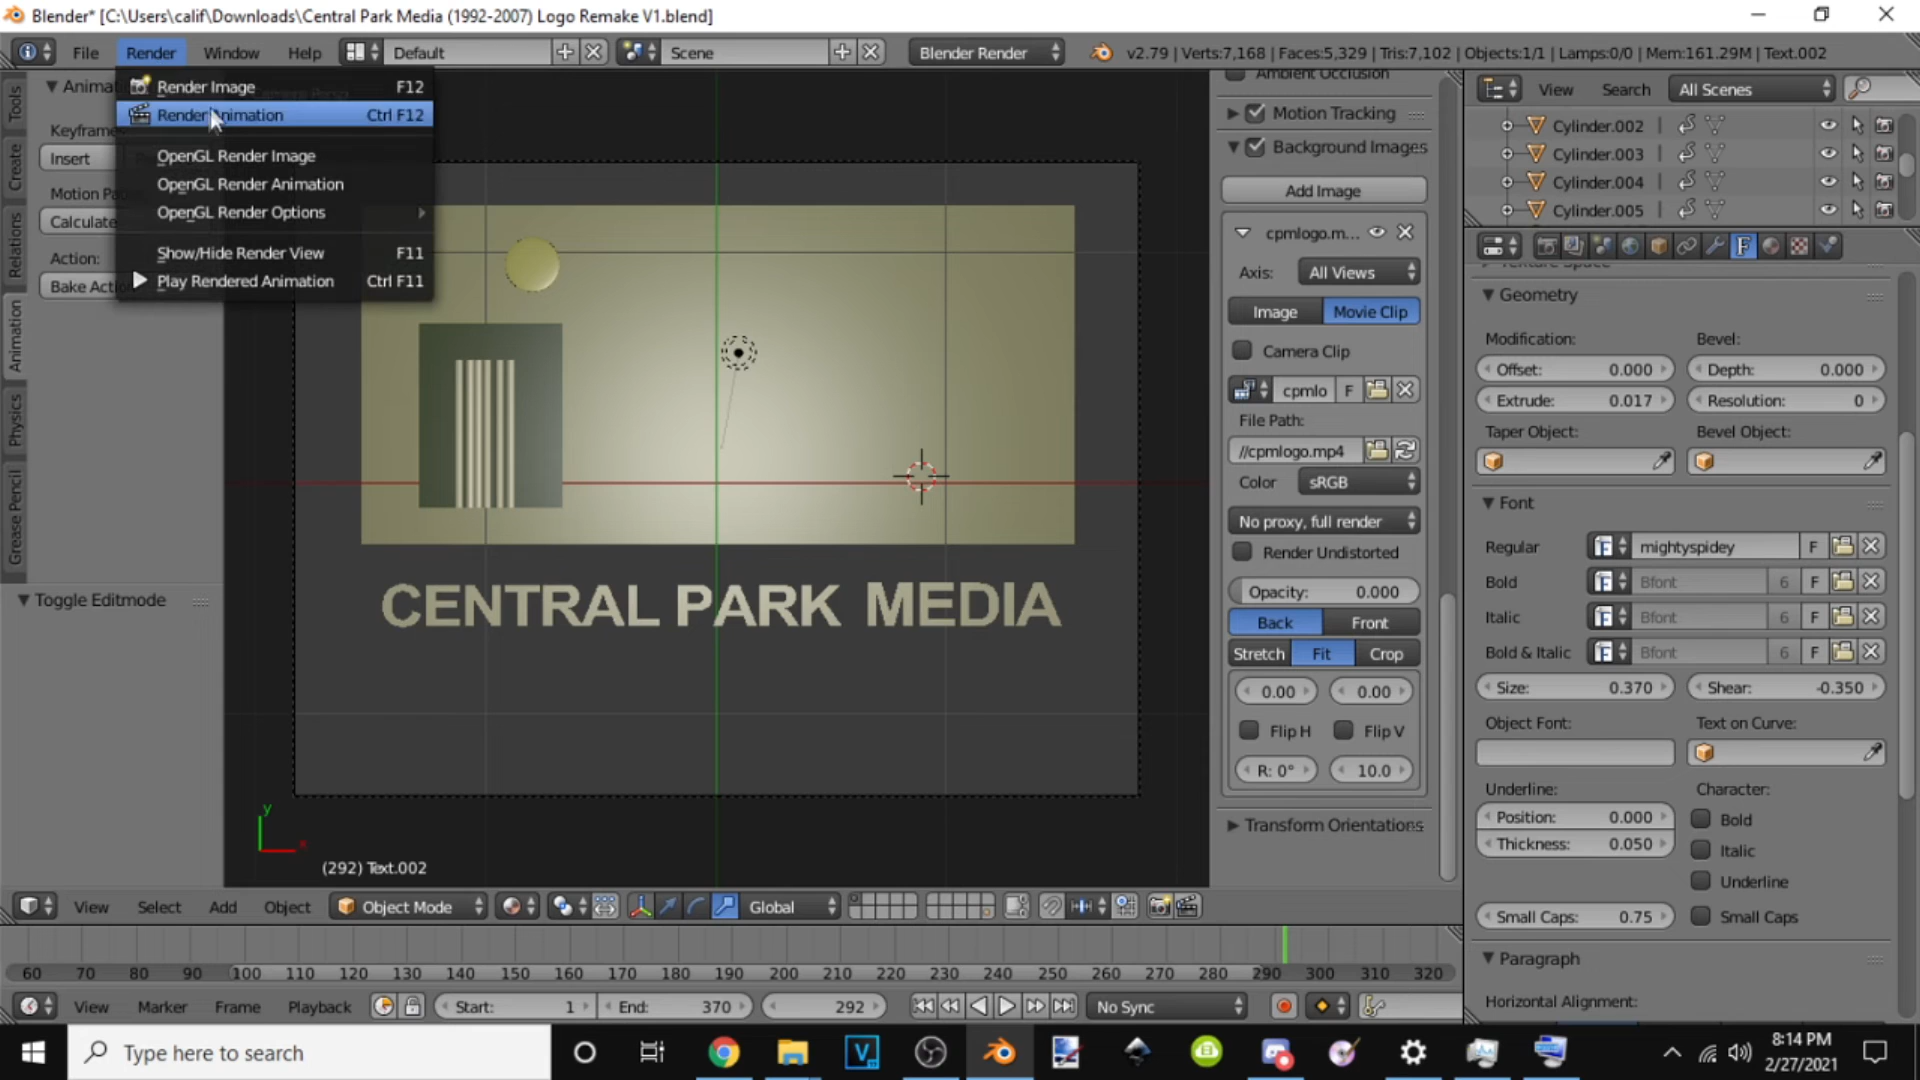 Blender* [C:\Users\calif\Downloads\Central Park Media (1992-2007) Logo Remake V1.blend]
File Render Window Help Default Scene Blender Render v2.79 | Verts:7,168 | Faces:5,329 | Tris:7,102 | Objects:1/1 | Lamps:0/0 | Mem:161.29M | Text.002
Render Image F12
Render Animation Ctrl F12
OpenGL Render Image
OpenGL Render Animation
OpenGL Render Options
Show/Hide Render View F11
Play Rendered Animation Ctrl F11
Tools
Create
Relations
Animation
Physics
Grease Pencil
Insert
Calculate
Action:
Toggle Editmode
CENTRAL PARK MEDIA
y
x
(292) Text.002
Ambient Occlusion
Motion Tracking
Background Images
Add Image
cpmlogo.m...
Axis: All Views
Image Movie Clip
Camera Clip
cpmlo F
File Path:
//cpmlogo.mp4
Color sRGB
No proxy, full render
Render Undistorted
Opacity: 0.000
Back Front
Stretch Fit Crop
0.00 0.00
Flip H Flip V
R: 0° 10.0
Transform Orientations
View Search All Scenes
Cylinder.002
Cylinder.003
Cylinder.004
Cylinder.005
Texture Space
Geometry
Modification: Bevel:
Offset: 0.000 Depth: 0.000
Extrude: 0.017 Resolution: 0
Taper Object: Bevel Object:
Font
Regular mightyspidey F
Bold Bfont 6 F
Italic Bfont 6 F
Bold & Italic Bfont 6 F
Size: 0.370 Shear: -0.350
Object Font: Text on Curve:
Underline: Character:
Position: 0.000 Bold
Thickness: 0.050 Italic
Underline
Small Caps: 0.75 Small Caps
Paragraph
Horizontal Alignment:
View Select Add Object Object Mode Global
60 70 80 90 100 110 120 130 140 150 160 170 180 190 200 210 220 230 240 250 260 270 280 290 300 310 320
View Marker Frame Playback Start: 1 End: 370 292 No Sync
Type here to search
8:14 PM
2/27/2021